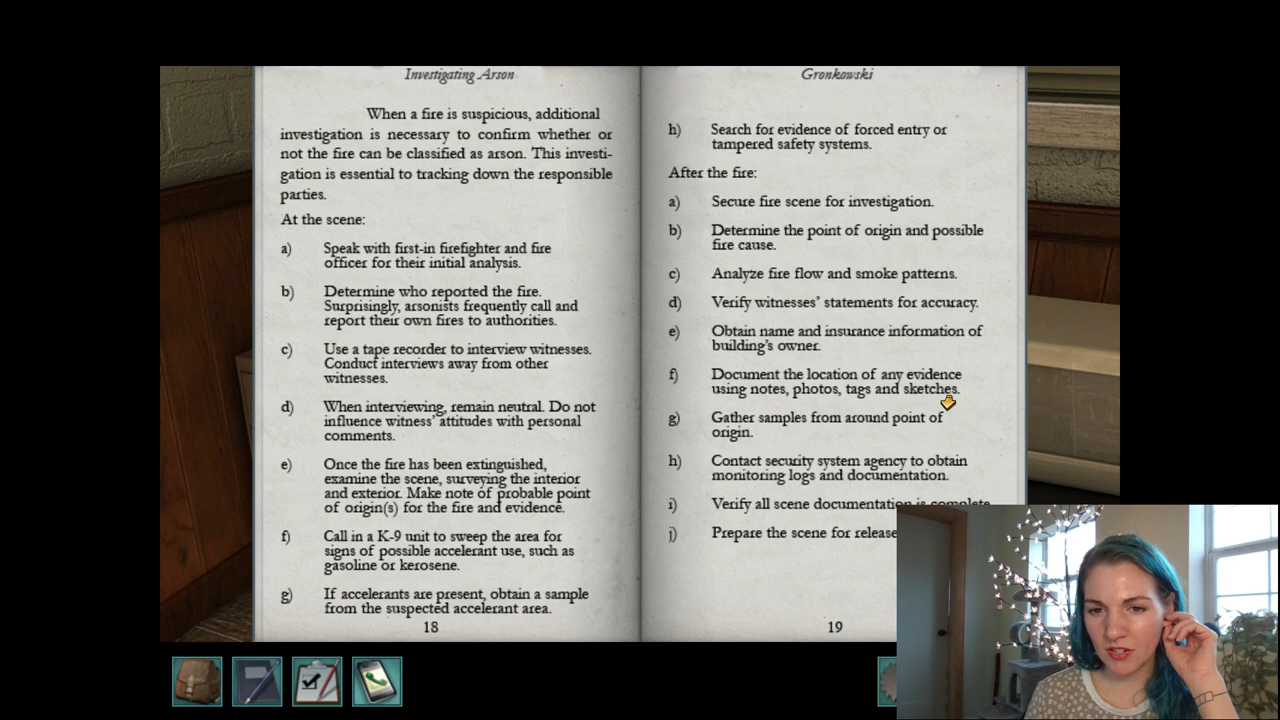 Investigating Arson
When a fire is suspicious, additional
investigation is necessary to confirm whether or
not the fire can be classified as arson. This investi-
gation is essential to tracking down the responsible
parties.
At the scene:
a) Speak with first-in firefighter and fire
officer for their initial analysis.
b) Determine who reported the fire.
Surprisingly, arsonists frequently call and
report their own fires to authorities.
c) Use a tape recorder to interview witnesses.
Conduct interviews away from other
witnesses.
d) When interviewing, remain neutral. Do not
influence witness' attitudes with personal
comments.
e) Once the fire has been extinguished,
examine the scene, surveying the interior
and exterior. Make note of probable point
of origin(s) for the fire and evidence.
f) Call in a K-9 unit to sweep the area for
signs of possible accelerant use, such as
gasoline or kerosene.
g) If accelerants are present, obtain a sample
from the suspected accelerant area.
18
Gronkowski
h) Search for evidence of forced entry or
tampered safety systems.
After the fire:
a) Secure fire scene for investigation.
b) Determine the point of origin and possible
fire cause.
c) Analyze fire flow and smoke patterns.
d) Verify witnesses' statements for accuracy.
e) Obtain name and insurance information of
building's owner.
f) Document the location of any evidence
using notes, photos, tags and sketches.
g) Gather samples from around point of
origin.
h) Contact security system agency to obtain
monitoring logs and documentation.
i) Verify all scene documentation is complete
j) Prepare the scene for release
19